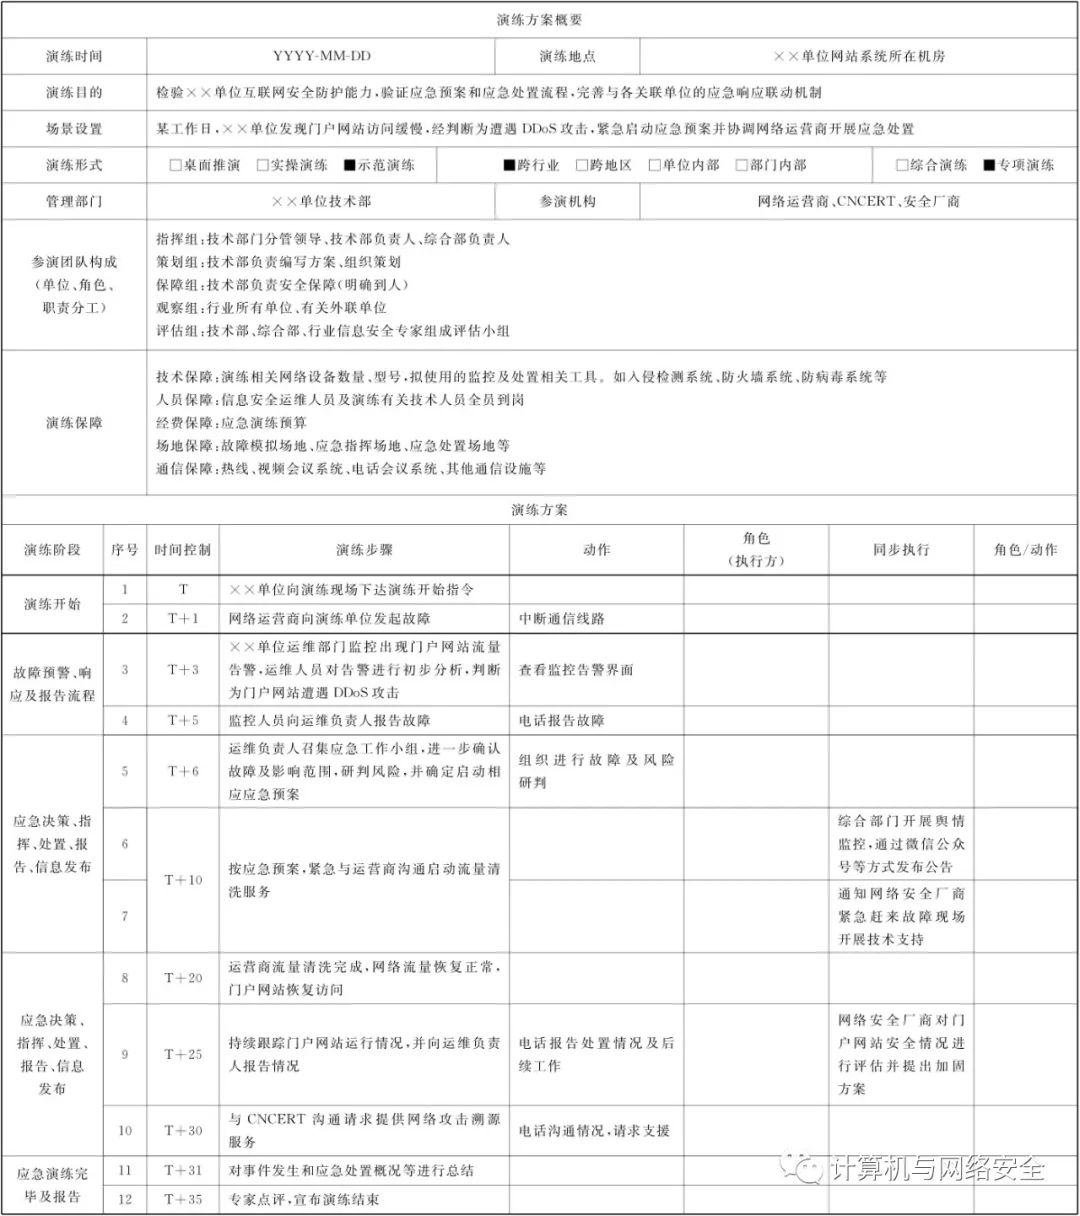 演练方案概要
演练时间 YYYY-MM-DD 演练地点 ××单位网站系统所在机房
演练目的 检验××单位互联网安全防护能力,验证应急预案和应急处置流程,完善与各关联单位的应急响应联动机制
场景设置 某工作日,××单位发现门户网站访问缓慢,经判断为遭遇 DDoS 攻击,紧急启动应急预案并协调网络运营商开展应急处置
演练形式 □桌面推演 □实操演练 ■示范演练 ■跨行业 □跨地区 □单位内部 □部门内部 □综合演练 ■专项演练
管理部门 ××单位技术部 参演机构 网络运营商、CNCERT、安全厂商
参演团队构成
(单位、角色、
职责分工)
指挥组:技术部门分管领导、技术部负责人、综合部负责人
策划组:技术部负责编写方案、组织策划
保障组:技术部负责安全保障(明确到人)
观察组:行业所有单位、有关外联单位
评估组:技术部、综合部、行业信息安全专家组成评估小组
演练保障
技术保障:演练相关网络设备数量、型号,拟使用的监控及处置相关工具。如入侵检测系统、防火墙系统、防病毒系统等
人员保障:信息安全运维人员及演练有关技术人员全员到岗
经费保障:应急演练预算
场地保障:故障模拟场地、应急指挥场地、应急处置场地等
通信保障:热线、视频会议系统、电话会议系统、其他通信设施等
演练方案
演练阶段 序号 时间控制 演练步骤 动作 角色
(执行方) 同步执行 角色/动作
演练开始
1 T ××单位向演练现场下达演练开始指令
2 T+1 网络运营商向演练单位发起故障 中断通信线路
故障预警、响
应及报告流程
3 T+3 ××单位运维部门监控出现门户网站流量
告警,运维人员对告警进行初步分析,判断
为门户网站遭遇 DDoS 攻击
查看监控告警界面
4 T+5 监控人员向运维负责人报告故障 电话报告故障
应急决策、指
挥、处置、报
告、信息发布
5 T+6 运维负责人召集应急工作小组,进一步确认
故障及影响范围,研判风险,并确定启动相
应应急预案
组织进行故障及风险
研判
6
7
T+10 按应急预案,紧急与运营商沟通启动流量清
洗服务
综合部门开展舆情
监控,通过微信公众
号等方式发布公告
通知网络安全厂商
紧急赶来故障现场
开展技术支持
应急决策、
指挥、处置、
报告、信息
发布
8 T+20 运营商流量清洗完成,网络流量恢复正常,
门户网站恢复访问
9 T+25 持续跟踪门户网站运行情况,并向运维负责
人报告情况
电话报告处置情况及后
续工作
网络安全厂商对门
户网站安全情况进
行评估并提出加固
方案
10 T+30 与 CNCERT 沟通请求提供网络攻击溯源
服务
电话沟通情况,请求支援
应急演练完
毕及报告
11 T+31 对事件发生和应急处置概况等进行总结
12 T+35 专家点评,宣布演练结束
计算机与网络安全